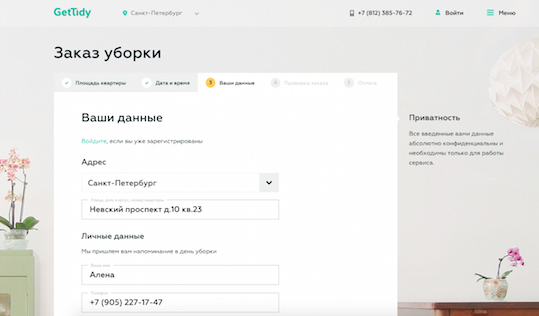 GetTidy
Санкт-Петербург
+7 (812) 385-76-72
Войти
Меню
Заказ уборки
Площадь квартиры
Дата и время
3 Ваши данные
4 Проверка заказа
5 Оплата
Ваши данные
Войдите, если вы уже зарегистрированы
Адрес
Санкт-Петербург
Невский проспект д.10 кв.23
Личные данные
Мы пришлем вам напоминание в день уборки
Ваше имя
Алена
Телефон
+7 (905) 227-17-47
Приватность
Все введенные вами данные
абсолютно конфиденциальны и
необходимы только для работы
сервиса.